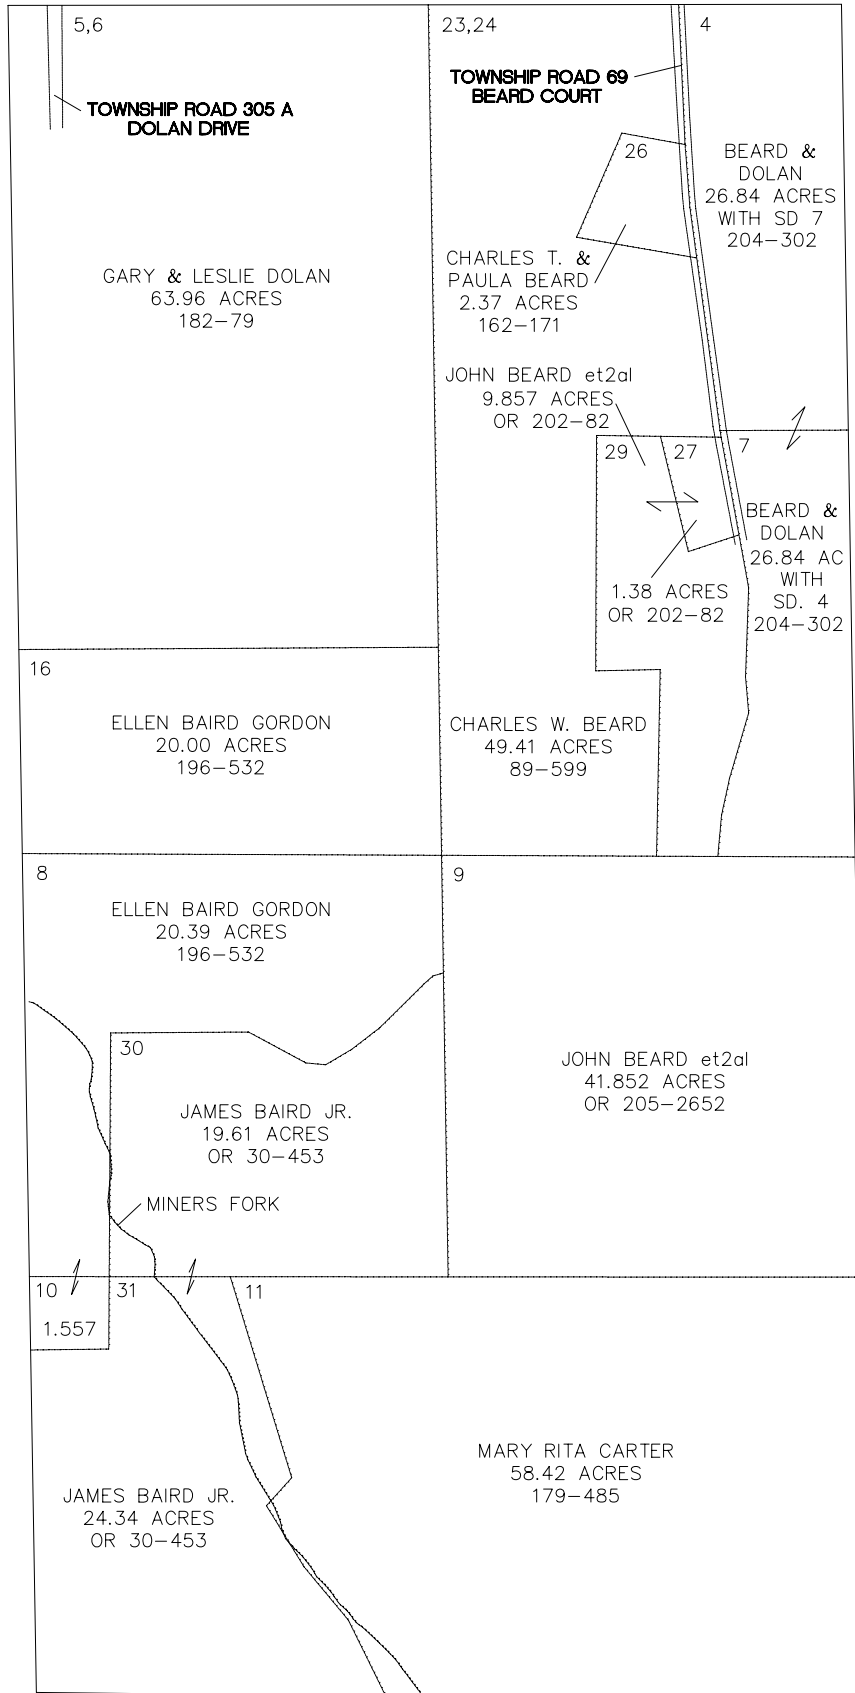 5,6
23,24
4
TOWNSHIP ROAD 69
BEARD COURT
TOWNSHIP ROAD 305 A
DOLAN DRIVE
26
BEARD &
DOLAN
26.84 ACRES
WITH SD 7
204-302
GARY & LESLIE DOLAN
63.96 ACRES
182-79
CHARLES T. &
PAULA BEARD
2.37 ACRES
162-171
JOHN BEARD et2al
9.857 ACRES
OR 202-82
29
27
7
BEARD &
DOLAN
26.84 AC
WITH
SD. 4
204-302
1.38 ACRES
OR 202-82
16
ELLEN BAIRD GORDON
20.00 ACRES
196-532
CHARLES W. BEARD
49.41 ACRES
89-599
8
9
ELLEN BAIRD GORDON
20.39 ACRES
196-532
30
JOHN BEARD et2al
41.852 ACRES
OR 205-2652
JAMES BAIRD JR.
19.61 ACRES
OR 30-453
MINERS FORK
10
31
11
1.557
MARY RITA CARTER
58.42 ACRES
179-485
JAMES BAIRD JR.
24.34 ACRES
OR 30-453